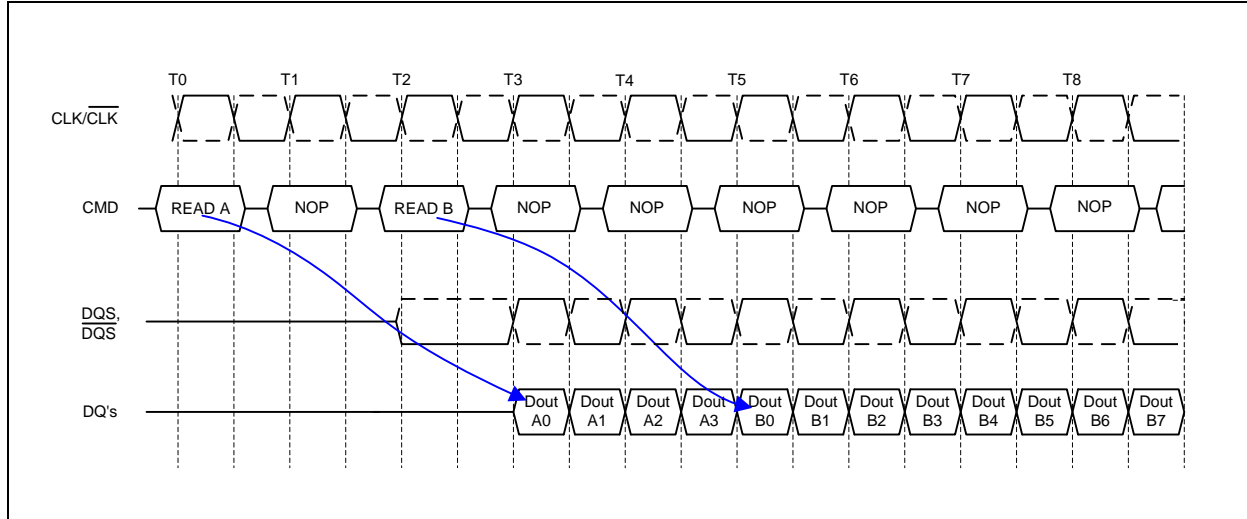 T0 T1 T2 T3 T4 T5 T6 T7 T8
CLK/C̅L̅K̅
CMD READ A NOP READ B NOP NOP NOP NOP NOP NOP
DQS,
D̅Q̅S̅
DQ's
Dout Dout Dout Dout Dout Dout Dout Dout Dout Dout Dout Dout
A0 A1 A2 A3 B0 B1 B2 B3 B4 B5 B6 B7